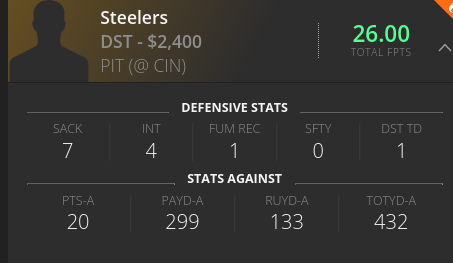 Steelers
DST - $2,400
PIT (@ CIN)
26.00
TOTAL FPTS
DEFENSIVE STATS
SACK INT FUM REC SFTY DST TD
7 4 1 0 1
STATS AGAINST
PTS-A PAYD-A RUYD-A TOTYD-A
20 299 133 432